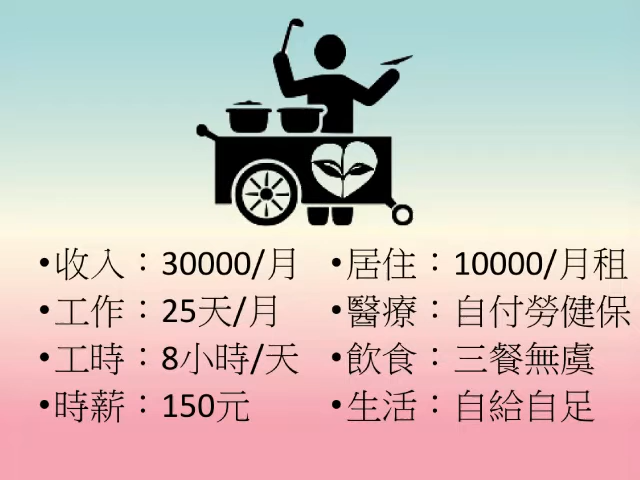 •收入：30000/月
•工作：25天/月
•工時：8小時/天
•時薪：150元
•居住：10000/月租
•醫療：自付勞健保
•飲食：三餐無虞
•生活：自給自足